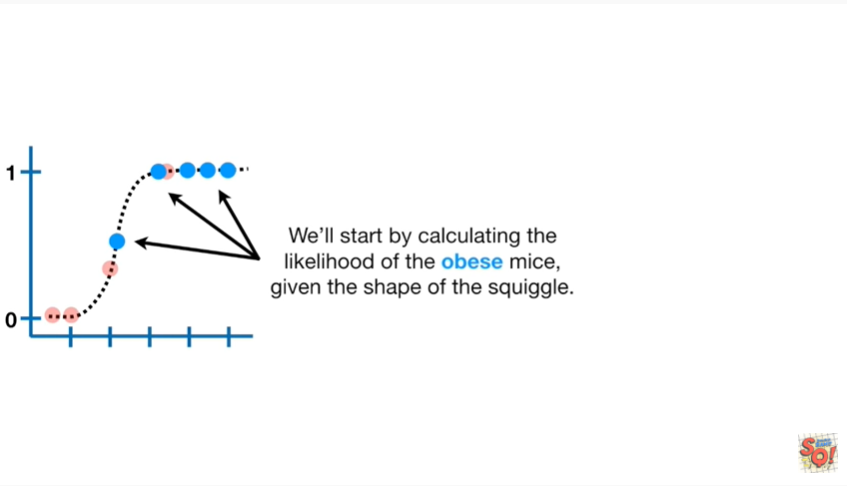 1
We'll start by calculating the
likelihood of the obese mice,
given the shape of the squiggle.
0
SQ!